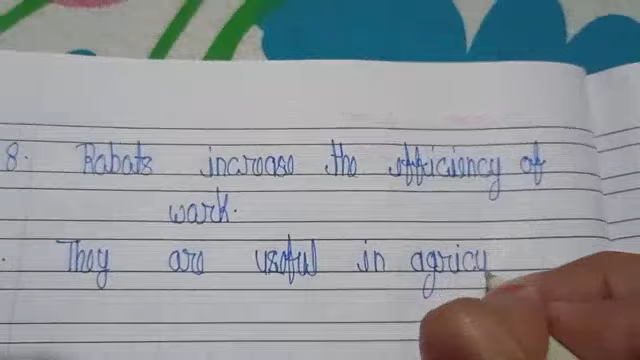 8. Robots increase the efficiency of
work.
. They are useful in agricu